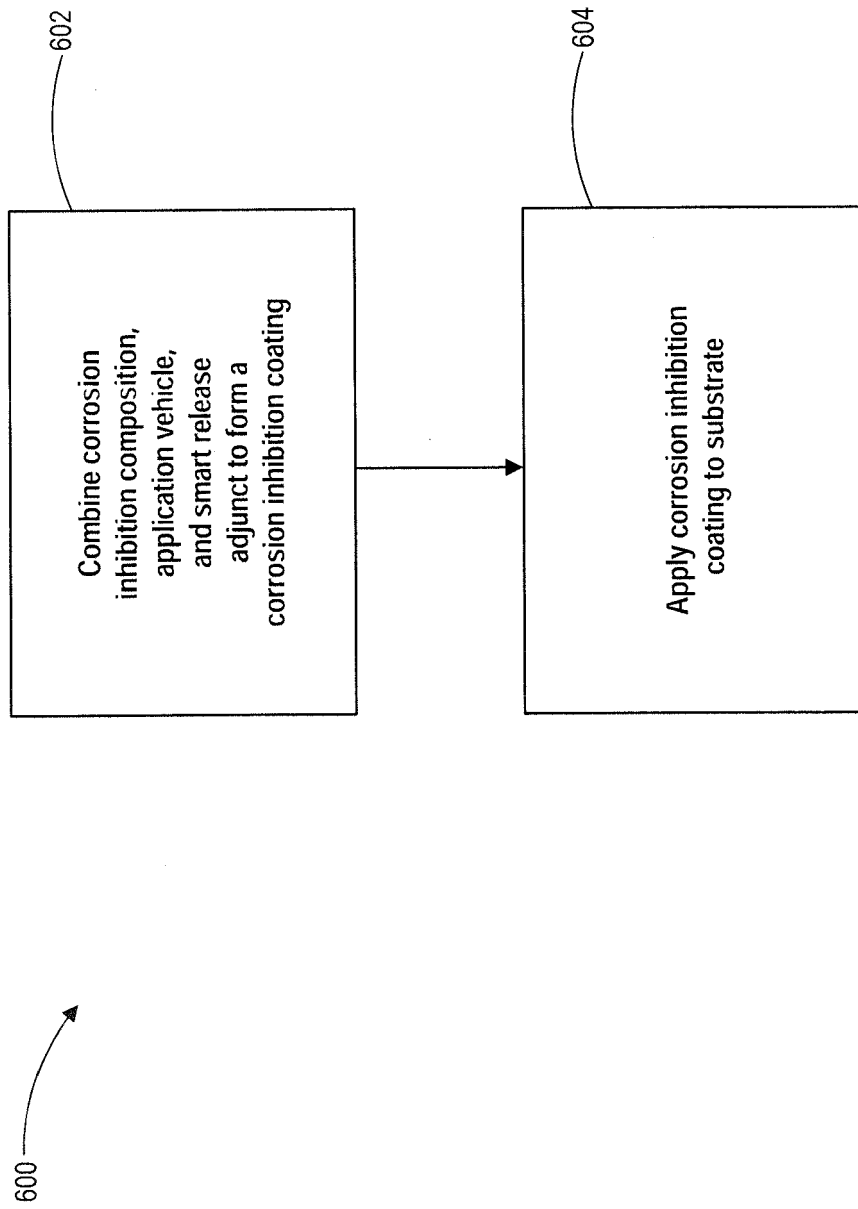 600
602
Combine corrosion
inhibition composition,
application vehicle,
and smart release
adjunct to form a
corrosion inhibition coating
604
Apply corrosion inhibition
coating to substrate